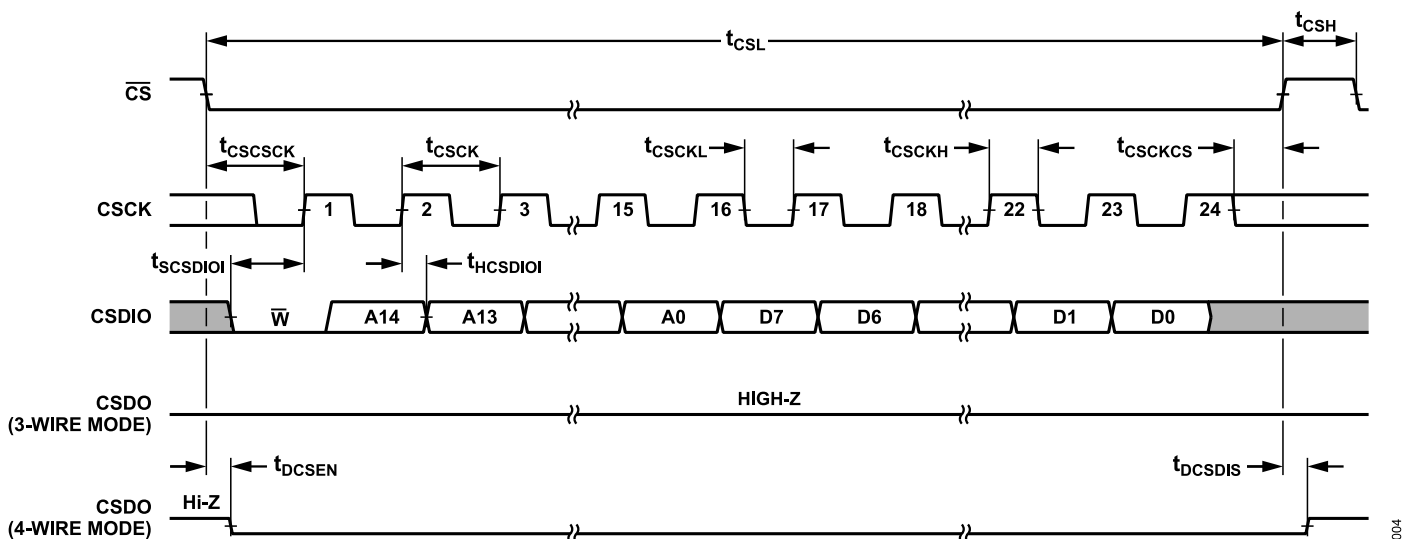 tCSL
tCSH
CS
tCSCSCK
tCSCK
tCSCKL
tCSCKH
tCSCKCS
CSCK
1 2 3 15 16 17 18 22 23 24
tSCSDIOI
tHCSDIOI
CSDIO
W A14 A13 A0 D7 D6 D1 D0
CSDO
(3-WIRE MODE)
HIGH-Z
tDCSEN
tDCSDIS
CSDO
(4-WIRE MODE)
Hi-Z
004